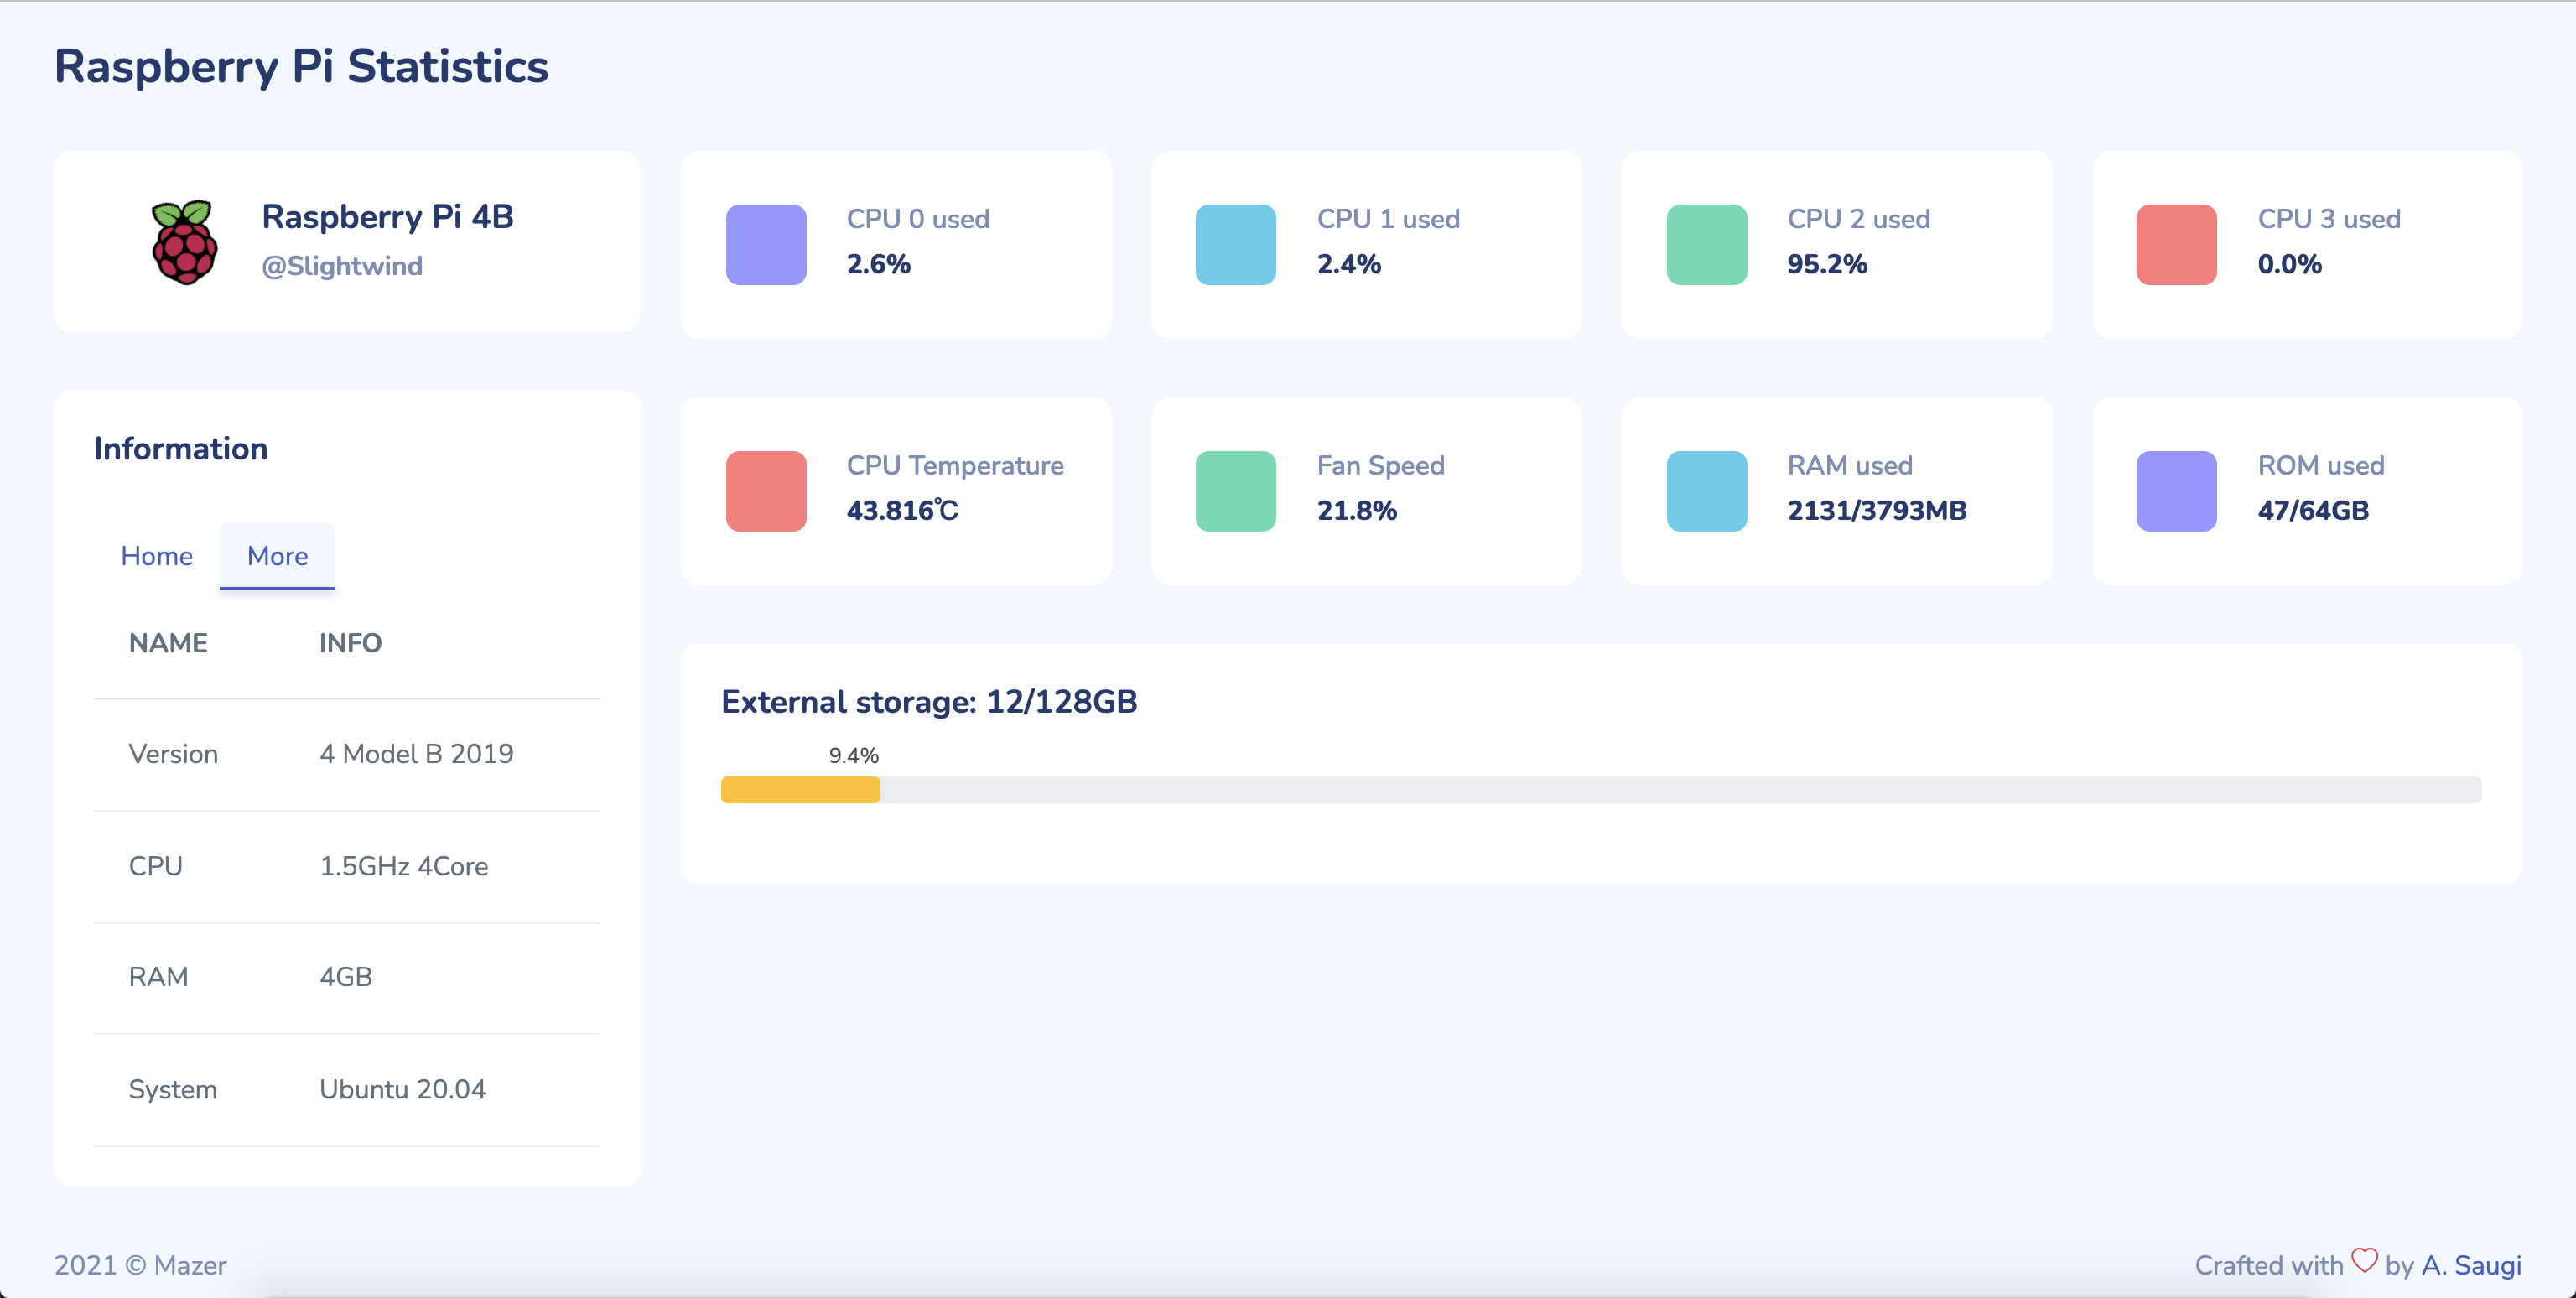 Raspberry Pi Statistics
Raspberry Pi 4B
@Slightwind
CPU 0 used
2.6%
CPU 1 used
2.4%
CPU 2 used
95.2%
CPU 3 used
0.0%
Information
Home More
NAME INFO
Version 4 Model B 2019
CPU 1.5GHz 4Core
RAM 4GB
System Ubuntu 20.04
CPU Temperature
43.816℃
Fan Speed
21.8%
RAM used
2131/3793MB
ROM used
47/64GB
External storage: 12/128GB
9.4%
2021 © Mazer
Crafted with ♡ by A. Saugi